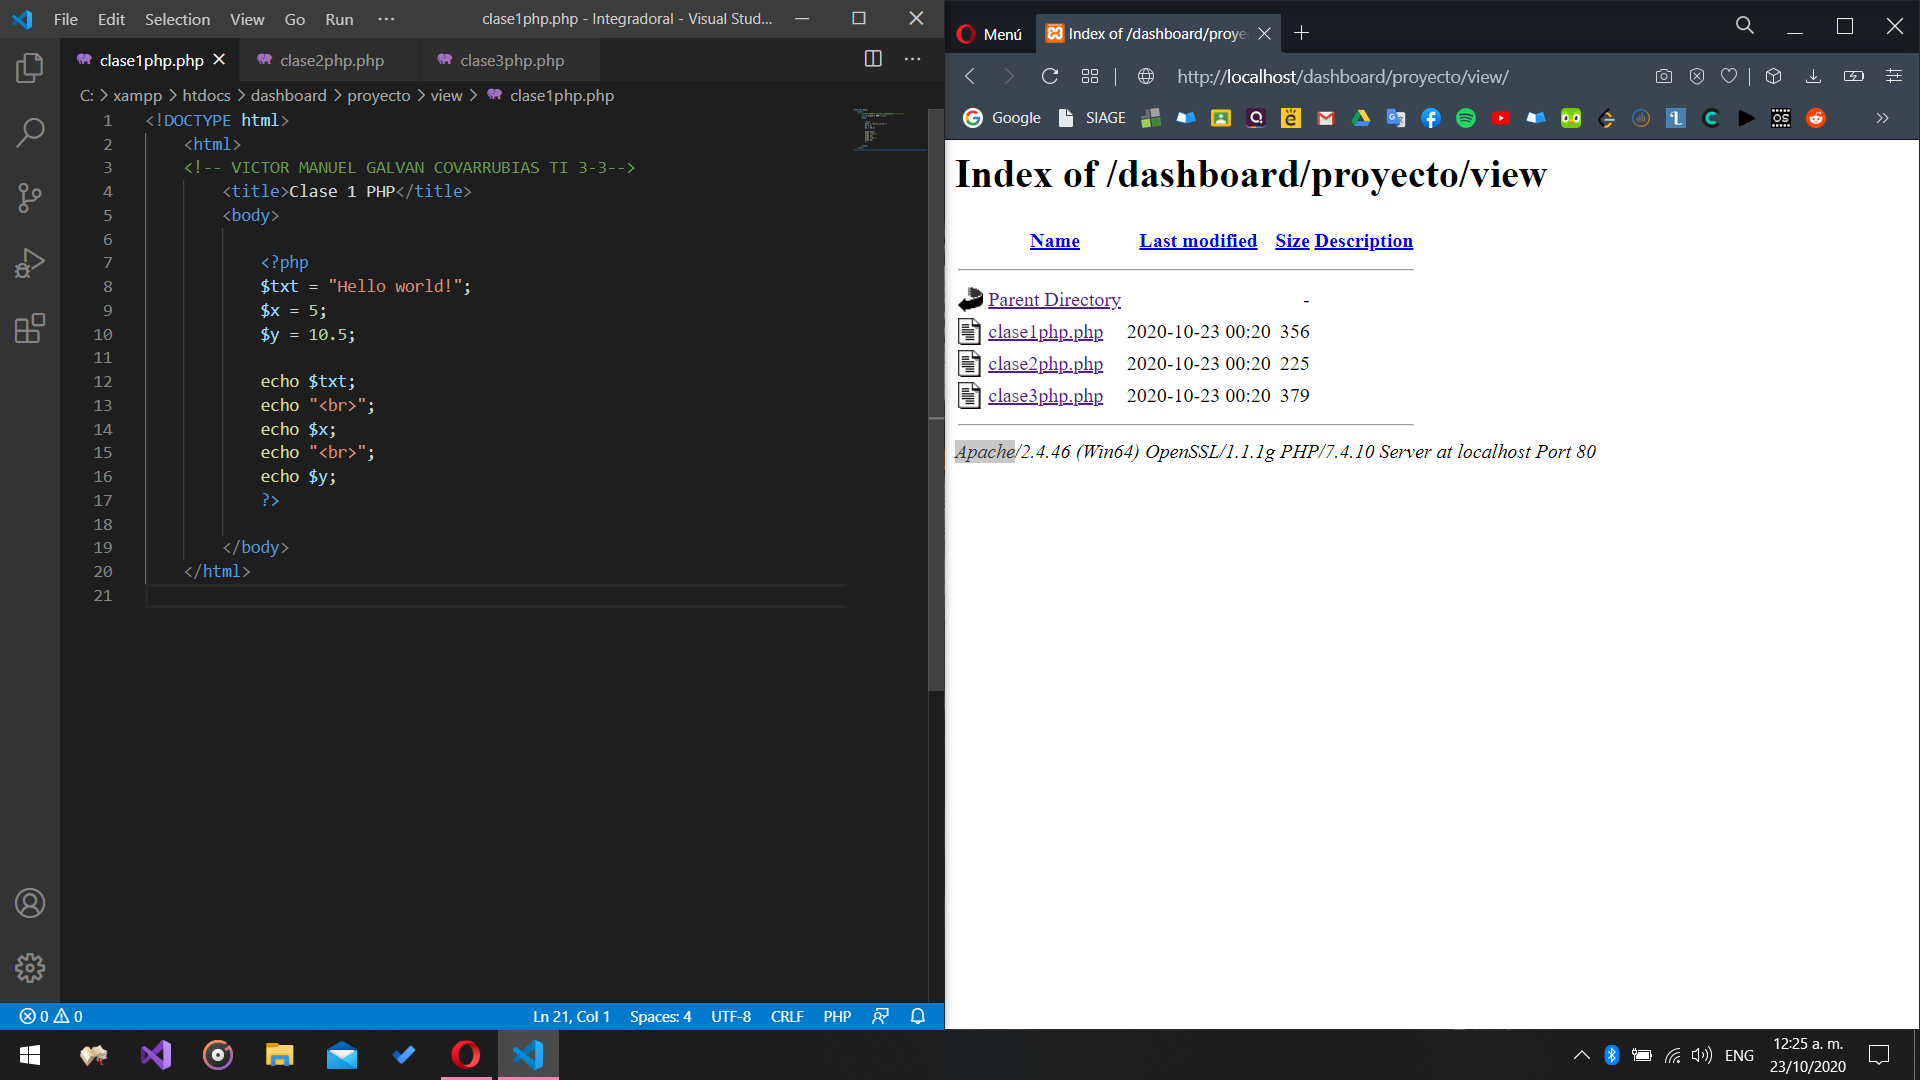 File Edit Selection View Go Run ··· clase1php.php - Integradoral - Visual Stud...
clase1php.php clase2php.php clase3php.php
C: > xampp > htdocs > dashboard > proyecto > view > clase1php.php
1 <!DOCTYPE html>
2 <html>
3 <!-- VICTOR MANUEL GALVAN COVARRUBIAS TI 3-3-->
4 <title>Clase 1 PHP</title>
5 <body>
6
7 <?php
8 $txt = "Hello world!";
9 $x = 5;
10 $y = 10.5;
11
12 echo $txt;
13 echo "<br>";
14 echo $x;
15 echo "<br>";
16 echo $y;
17 ?>
18
19 </body>
20 </html>
21
0 0 Ln 21, Col 1 Spaces: 4 UTF-8 CRLF PHP
Menú Index of /dashboard/proye
http://localhost/dashboard/proyecto/view/
Google SIAGE
Index of /dashboard/proyecto/view
Name Last modified Size Description
Parent Directory -
clase1php.php 2020-10-23 00:20 356
clase2php.php 2020-10-23 00:20 225
clase3php.php 2020-10-23 00:20 379
Apache/2.4.46 (Win64) OpenSSL/1.1.1g PHP/7.4.10 Server at localhost Port 80
ENG
12:25 a. m.
23/10/2020